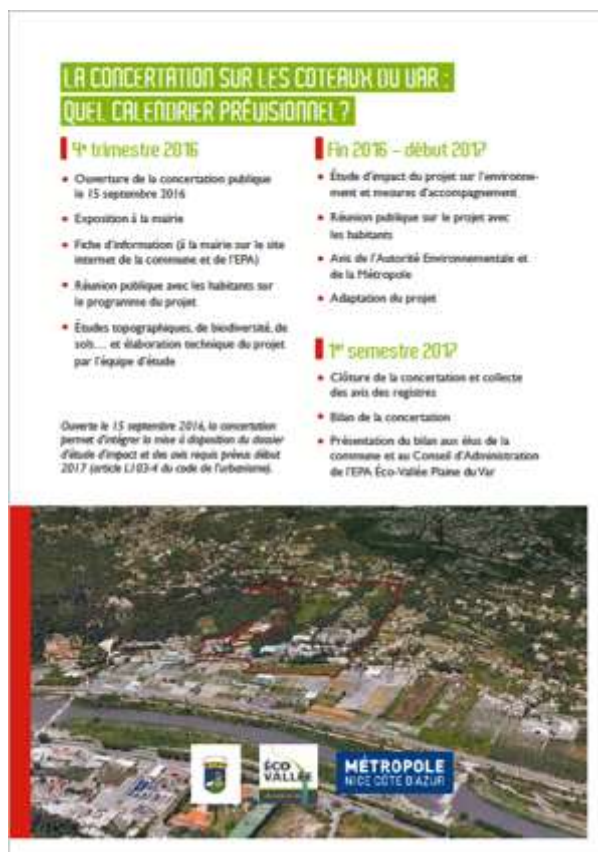 LA CONCERTATION SUR LES COTEAUX DU VAR :
QUEL CALENDRIER PRÉVISIONNEL ?
4e trimestre 2016
• Ouverture de la concertation publique
le 15 septembre 2016
• Exposition à la mairie
• Fiche d'information (à la mairie sur le site
internet de la commune et de l'EPA)
• Réunion publique avec les habitants sur
le programme du projet
• Études topographiques, de biodiversité, de
sols… et élaboration technique du projet
par l'équipe d'étude
Ouverte le 15 septembre 2016, la concertation
permet d'intégrer la mise à disposition du dossier
d'étude d'impact et des avis requis prévus début
2017 (article L103-4 du code de l'urbanisme).
Fin 2016 – début 2017
• Étude d'impact du projet sur l'environne-
ment et mesures d'accompagnement
• Réunion publique sur le projet avec
les habitants
• Avis de l'Autorité Environnementale et
de la Métropole
• Adaptation du projet
1er semestre 2017
• Clôture de la concertation et collecte
des avis des registres
• Bilan de la concertation
• Présentation du bilan aux élus de la
commune et au Conseil d'Administration
de l'EPA Éco-Vallée Plaine du Var
ÉCO
VALLÉE
MÉTROPOLE
NICE CÔTE D'AZUR